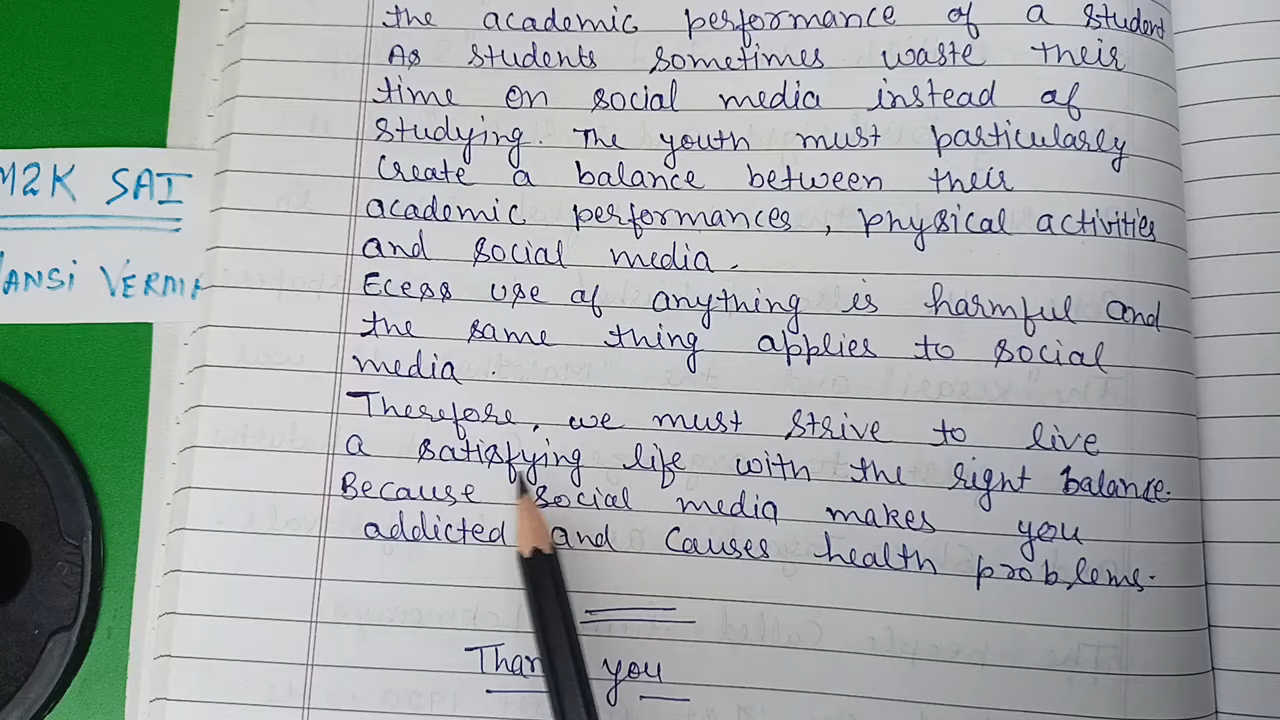 M2K SAI
ANSi VERMA
the academic performance of a student
As students sometimes waste their
time on social media instead of
studying. The youth must particularly
create a balance between their
academic performances, physical activities
and social media.
Ecess use of anything is harmful and
the same thing applies to social
media.
Therefore, we must strive to live
a satisfying life with the right balance.
Because social media makes you
addicted and causes health problems.
Thank you